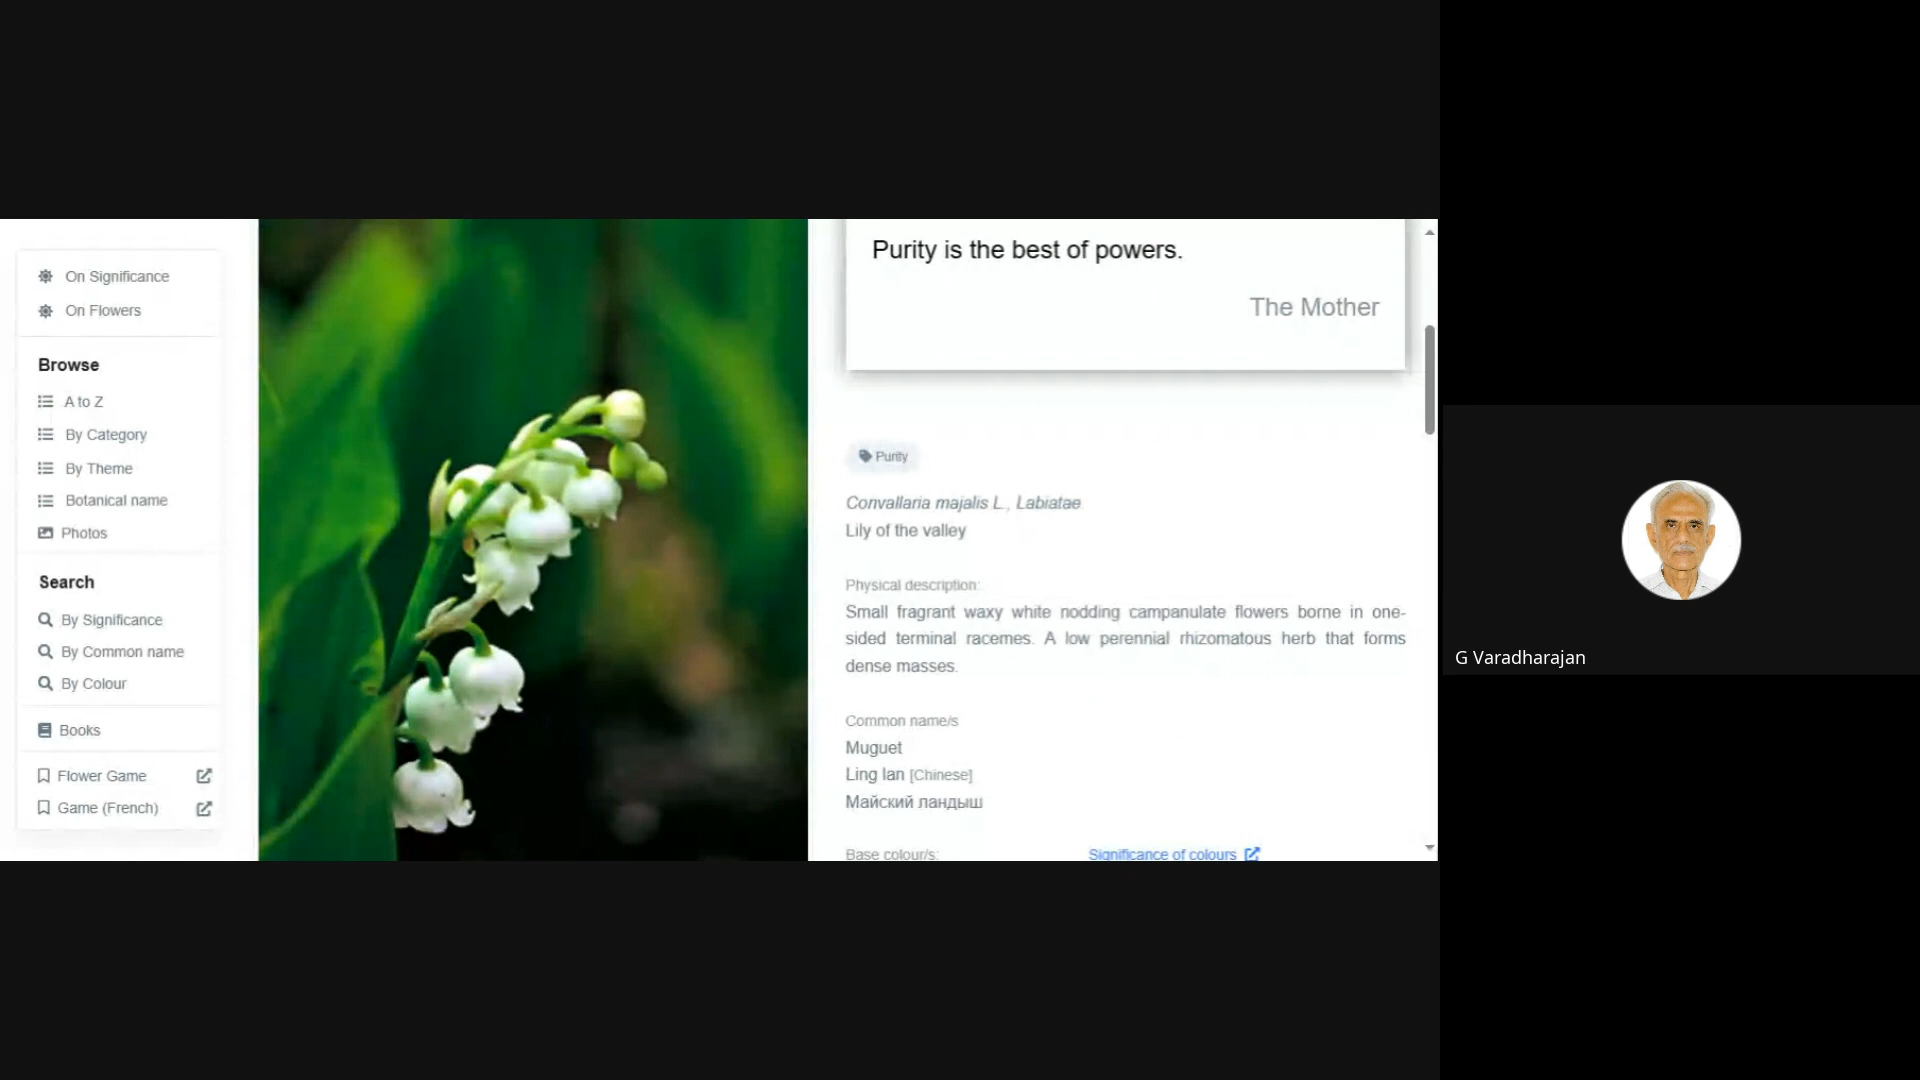 On Significance
On Flowers
Browse
A to Z
By Category
By Theme
Botanical name
Photos
Search
By Significance
By Common name
By Colour
Books
Flower Game
Game (French)
Purity is the best of powers.
The Mother
Purity
Convallaria majalis L., Labiatae
Lily of the valley
Physical description:
Small fragrant waxy white nodding campanulate flowers borne in one-
sided terminal racemes. A low perennial rhizomatous herb that forms
dense masses.
Common name/s
Muguet
Ling lan [Chinese]
Майский ландыш
Base colour/s:
Significance of colours
G Varadharajan